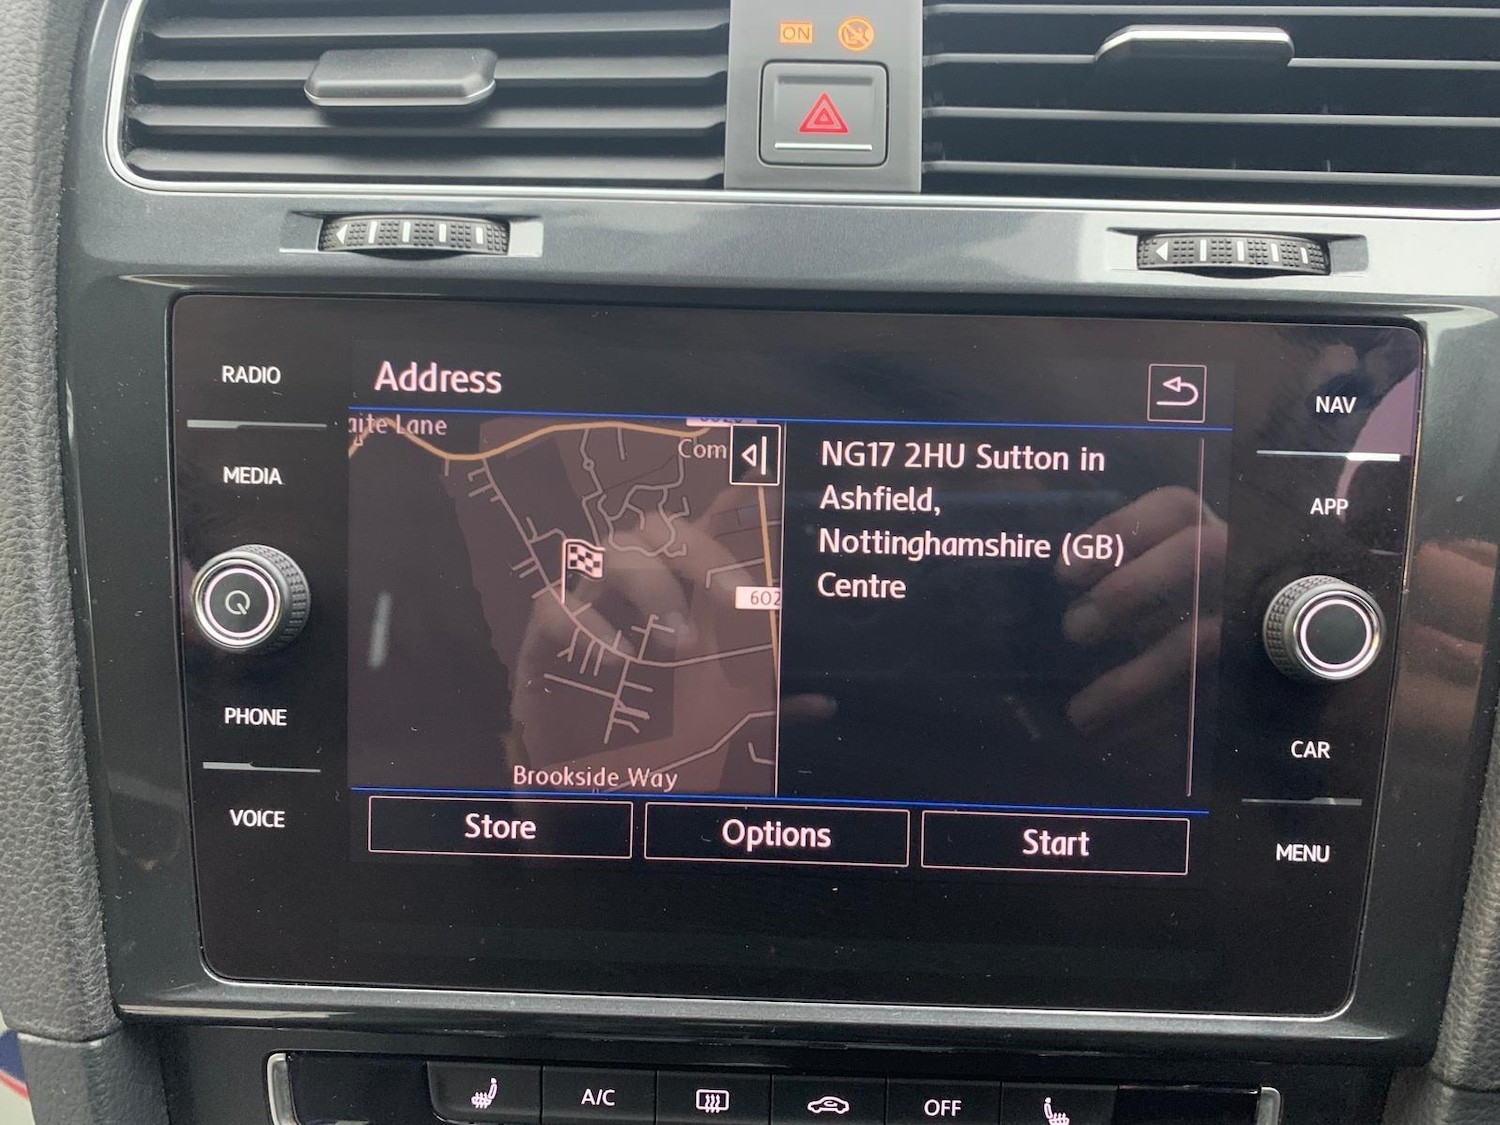 ON
RADIO
MEDIA
PHONE
VOICE
Address
aite Lane
Com
602
Brookside Way
NG17 2HU Sutton in
Ashfield,
Nottinghamshire (GB)
Centre
Store
Options
Start
NAV
APP
CAR
MENU
A/C
OFF